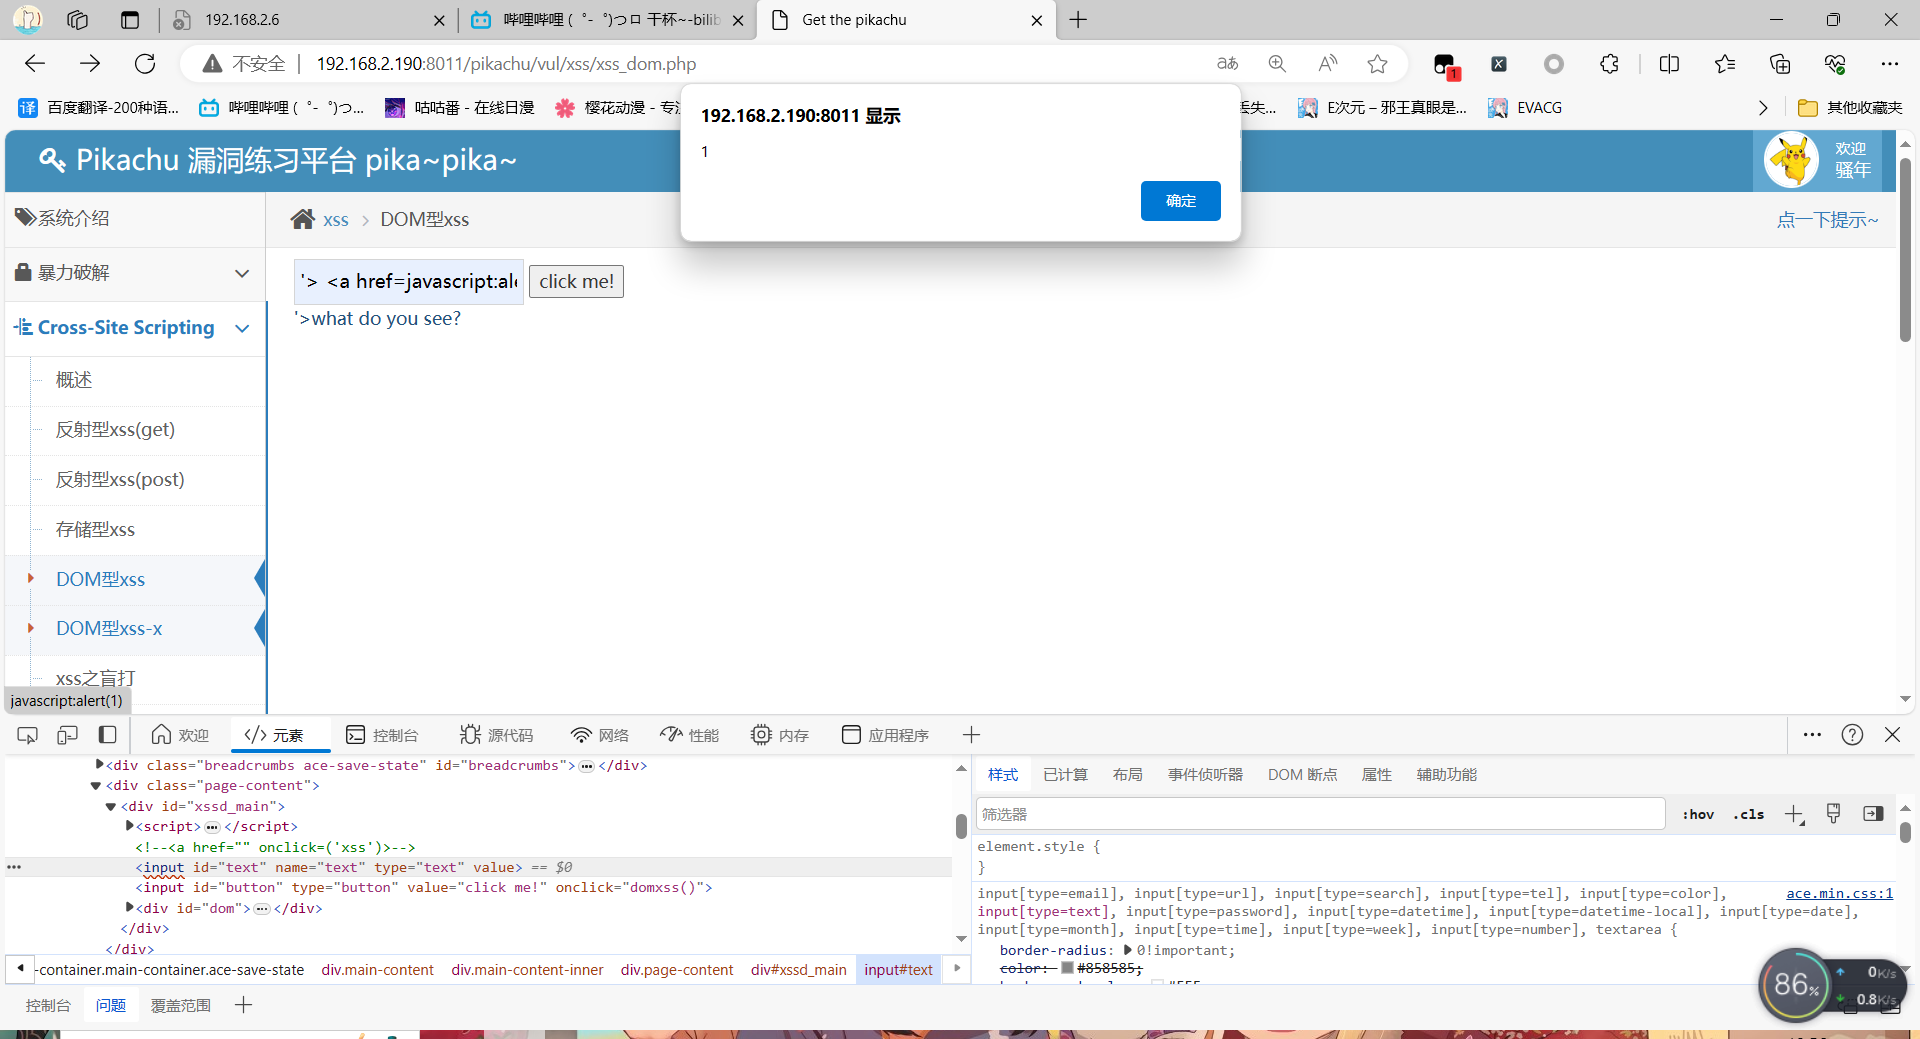 192.168.2.6
哔哩哔哩 (゜-゜)つロ 干杯~-bilib
Get the pikachu
不安全
192.168.2.190:8011/pikachu/vul/xss/xss_dom.php
1
百度翻译-200种语...
哔哩哔哩 (゜-゜)つ...
咕咕番 - 在线日漫
樱花动漫 - 专
丢失...
E次元 – 邪王真眼是...
EVACG
其他收藏夹
192.168.2.190:8011 显示
1
确定
Pikachu 漏洞练习平台 pika~pika~
欢迎
骚年
系统介绍
xss
DOM型xss
点一下提示~
暴力破解
'> <a href=javascript:ale
click me!
'>what do you see?
Cross-Site Scripting
概述
反射型xss(get)
反射型xss(post)
存储型xss
DOM型xss
DOM型xss-x
xss之盲打
javascript:alert(1)
欢迎
</> 元素
控制台
源代码
网络
性能
内存
应用程序
<div class="breadcrumbs ace-save-state" id="breadcrumbs">…</div>
<div class="page-content">
<div id="xssd_main">
<script>…</script>
<!--<a href="" onclick=('xss')>-->
<input id="text" name="text" type="text" value> == $0
<input id="button" type="button" value="click me!" onclick="domxss()">
<div id="dom">…</div>
</div>
</div>
样式
已计算
布局
事件侦听器
DOM 断点
属性
辅助功能
筛选器
:hov
.cls
element.style {
}
input[type=email], input[type=url], input[type=search], input[type=tel], input[type=color],
ace.min.css:1
input[type=text], input[type=password], input[type=datetime], input[type=datetime-local], input[type=date],
input[type=month], input[type=time], input[type=week], input[type=number], textarea {
border-radius: 0!important;
color: #858585;
-container.main-container.ace-save-state
div.main-content
div.main-content-inner
div.page-content
div#xssd_main
input#text
控制台
问题
覆盖范围
86%
0K/s
0.8K/s